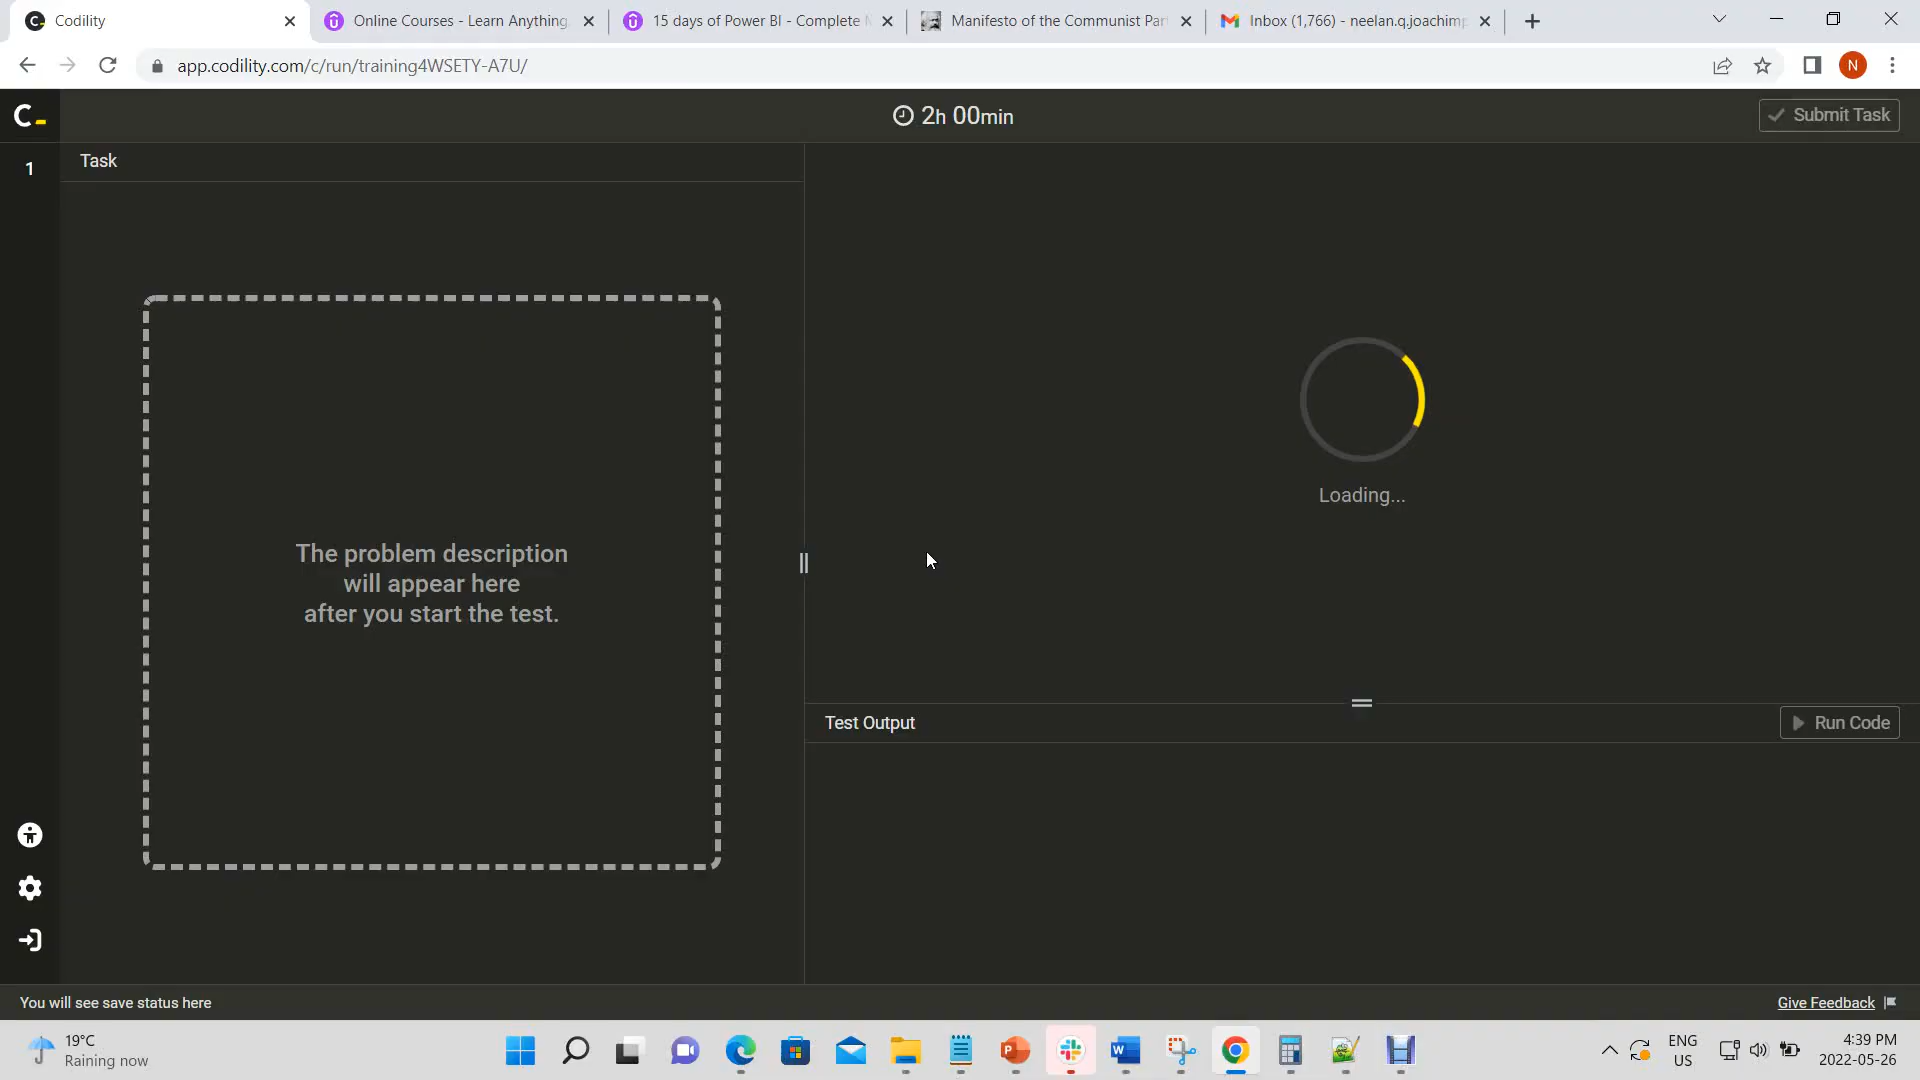 Codility
Online Courses - Learn Anything,
15 days of Power BI - Complete M
Manifesto of the Communist Par
Inbox (1,766) - neelan.q.joachimp
app.codility.com/c/run/training4WSETY-A7U/
N
C
2h 00min
Submit Task
1
Task
The problem description
will appear here
after you start the test.
Loading...
Test Output
Run Code
You will see save status here
Give Feedback
19°C
Raining now
ENG
US
4:39 PM
2022-05-26